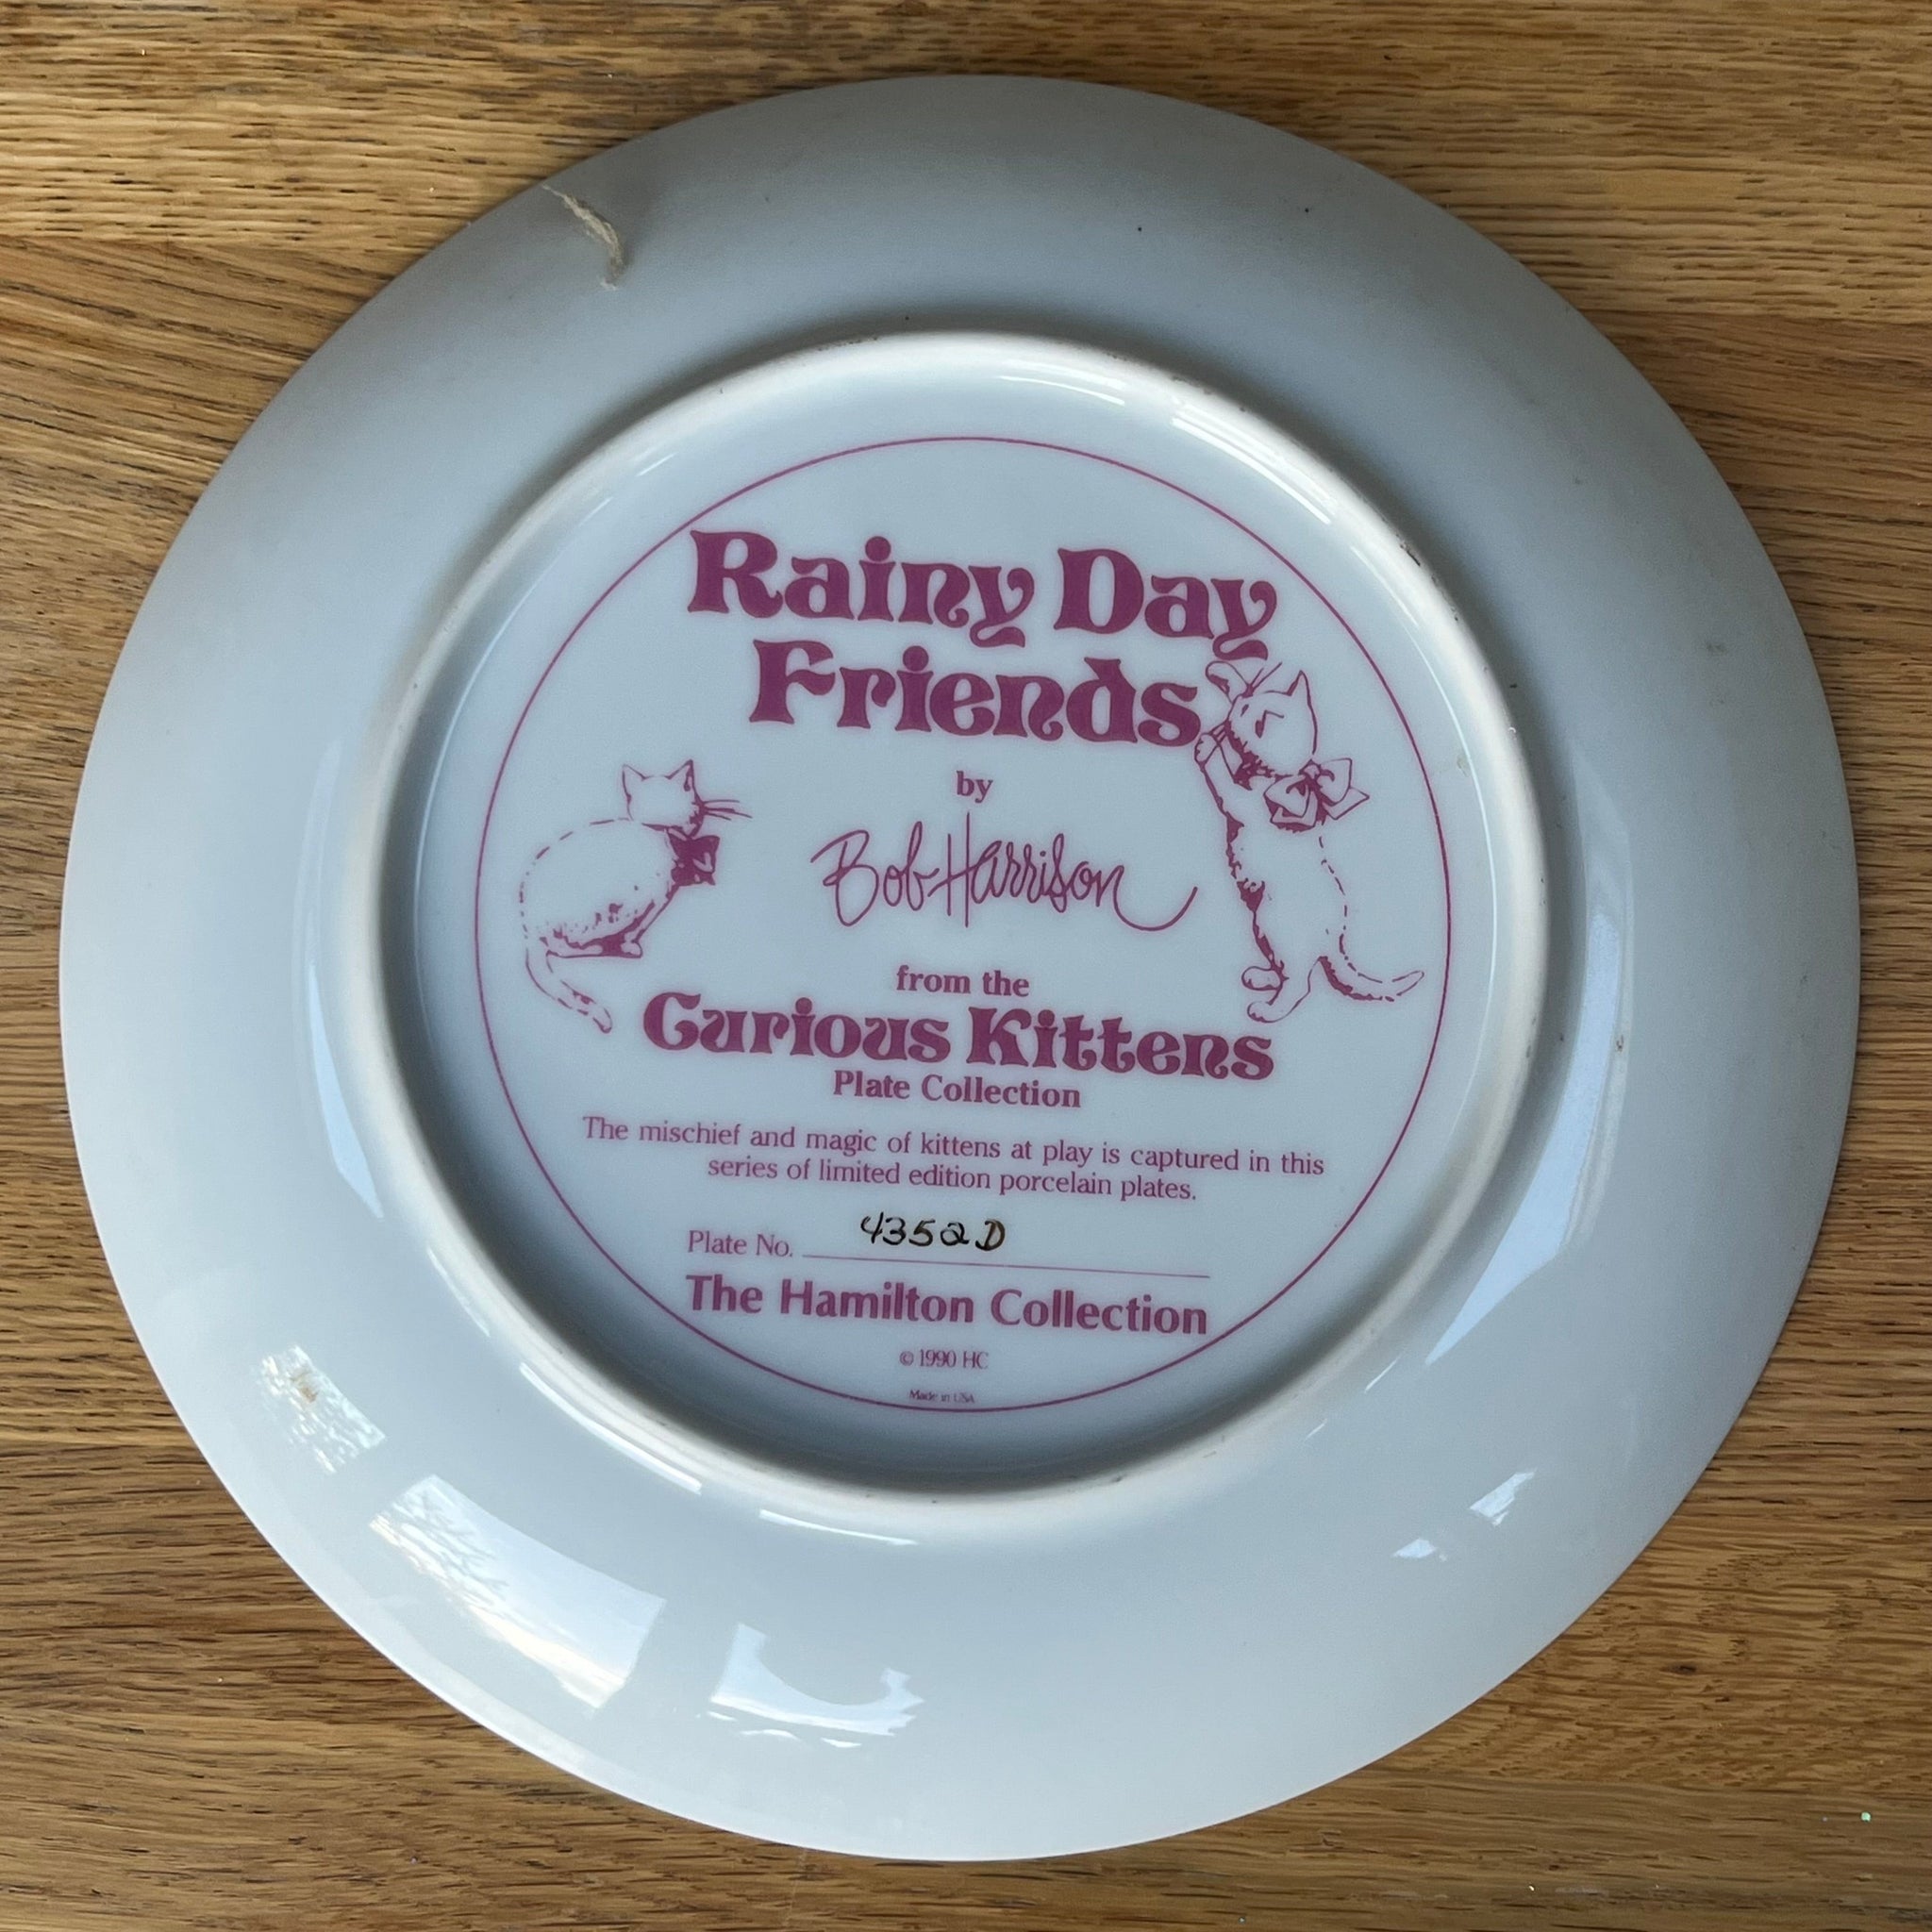 Rainy Day
Friends
by
Bob Harrison
from the
Curious Kittens
Plate Collection
The mischief and magic of kittens at play is captured in this
series of limited edition porcelain plates.
Plate No. 4352D
The Hamilton Collection
© 1990 HC
Made in USA